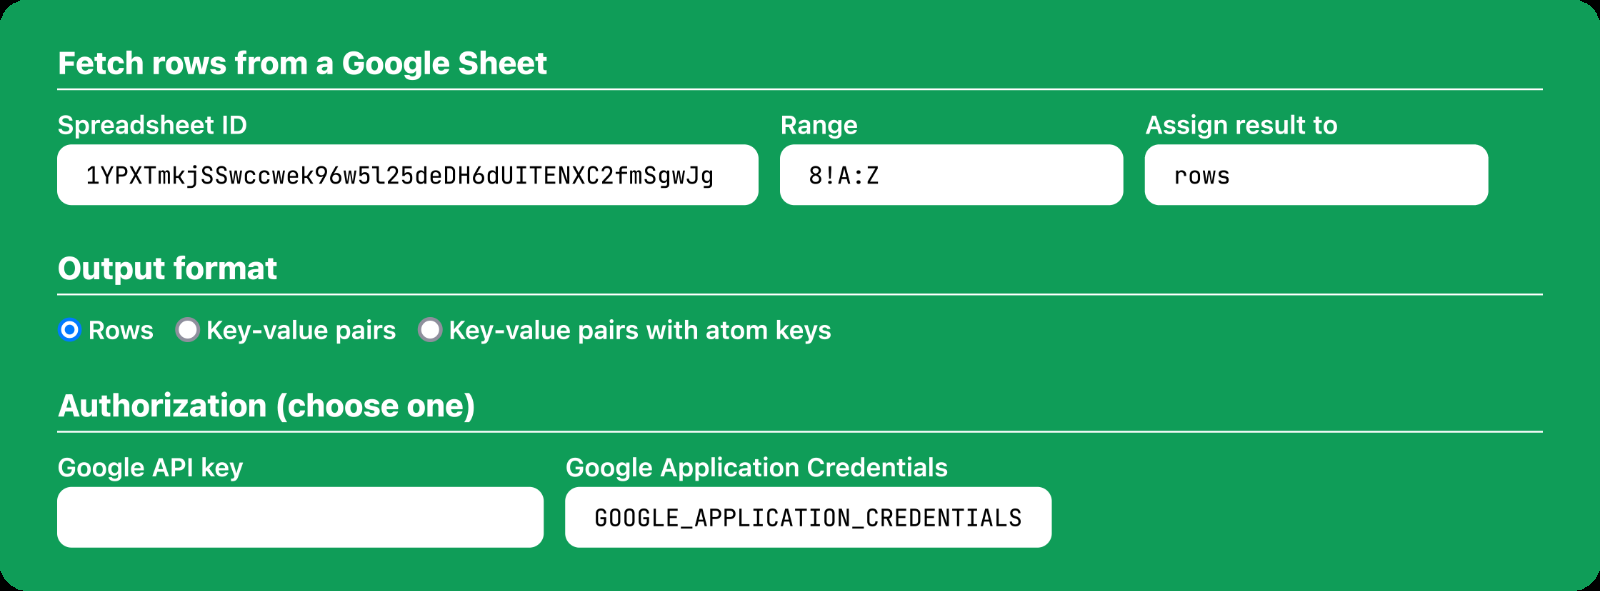 Fetch rows from a Google Sheet
Spreadsheet ID Range Assign result to
1YPXTmkjSSwccwek96w5l25deDH6dUITENXC2fmSgwJg 8!A:Z rows
Output format
Rows Key-value pairs Key-value pairs with atom keys
Authorization (choose one)
Google API key Google Application Credentials
GOOGLE_APPLICATION_CREDENTIALS